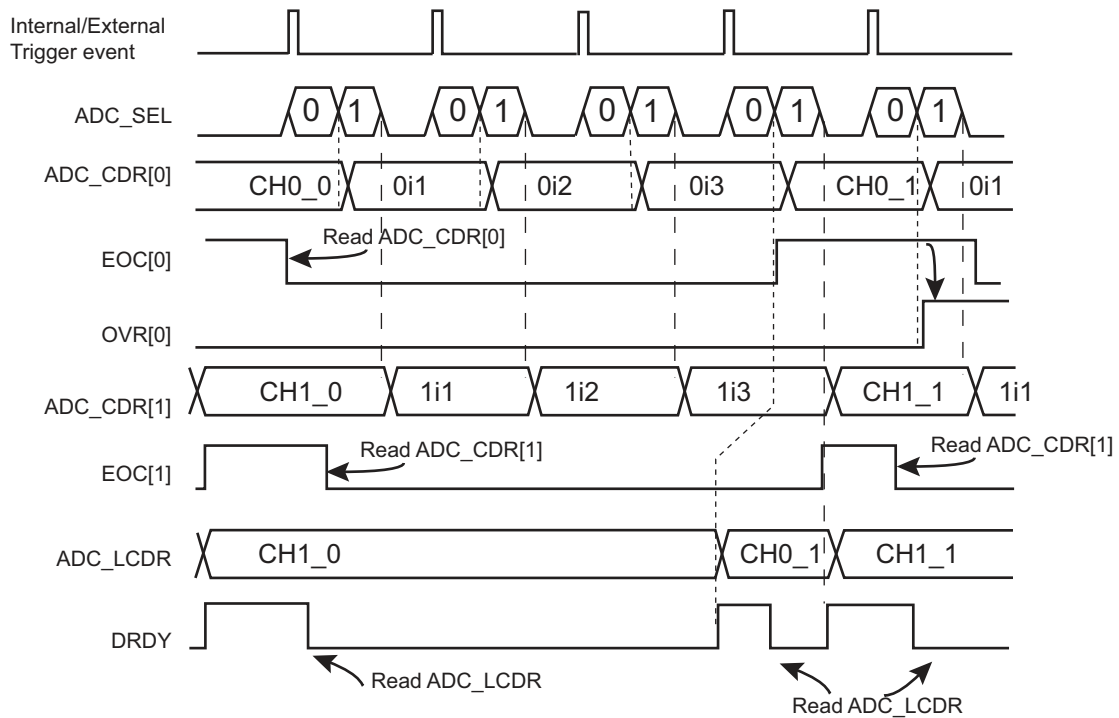 Internal/External
Trigger event
ADC_SEL 0 1 0 1 0 1 0 1 0 1
ADC_CDR[0] CH0_0 0i1 0i2 0i3 CH0_1 0i1
Read ADC_CDR[0]
EOC[0]
OVR[0]
ADC_CDR[1] CH1_0 1i1 1i2 1i3 CH1_1 1i1
Read ADC_CDR[1] Read ADC_CDR[1]
EOC[1]
ADC_LCDR CH1_0 CH0_1 CH1_1
DRDY
Read ADC_LCDR
Read ADC_LCDR